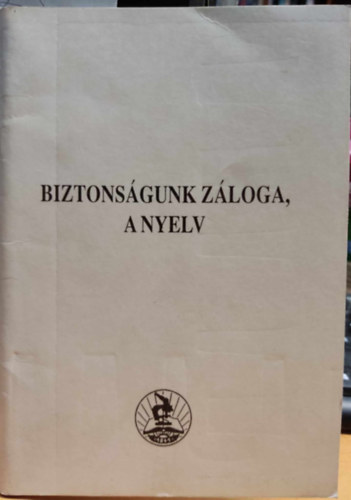 BIZTONSÁGUNK ZÁLOGA,
A NYELV